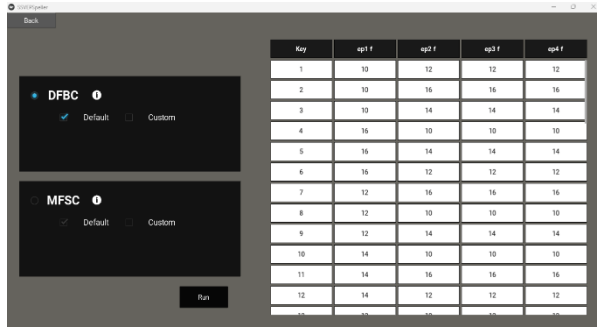 Back
DFBC
Default Custom
MFSC
Default Custom
Run
Key ep1 f ep2 f ep3 f ep4 f
1 10 12 12 12
2 10 16 16 16
3 10 14 14 14
4 16 10 10 10
5 16 14 14 14
6 16 12 12 12
7 12 16 16 16
8 12 10 10 10
9 12 14 14 14
10 14 10 10 10
11 14 16 16 16
12 14 12 12 12